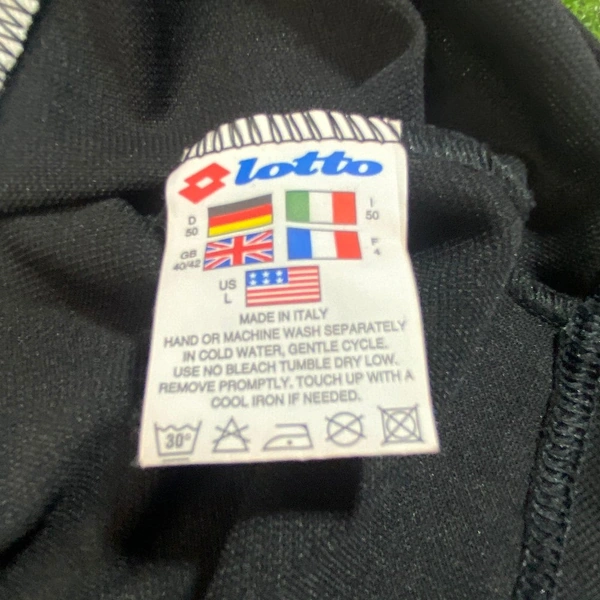 lotto
D
50
I
50
GB
40/42
F
4
US
L
MADE IN ITALY
HAND OR MACHINE WASH SEPARATELY
IN COLD WATER, GENTLE CYCLE.
USE NO BLEACH TUMBLE DRY LOW.
REMOVE PROMPTLY. TOUCH UP WITH A
COOL IRON IF NEEDED.
30°